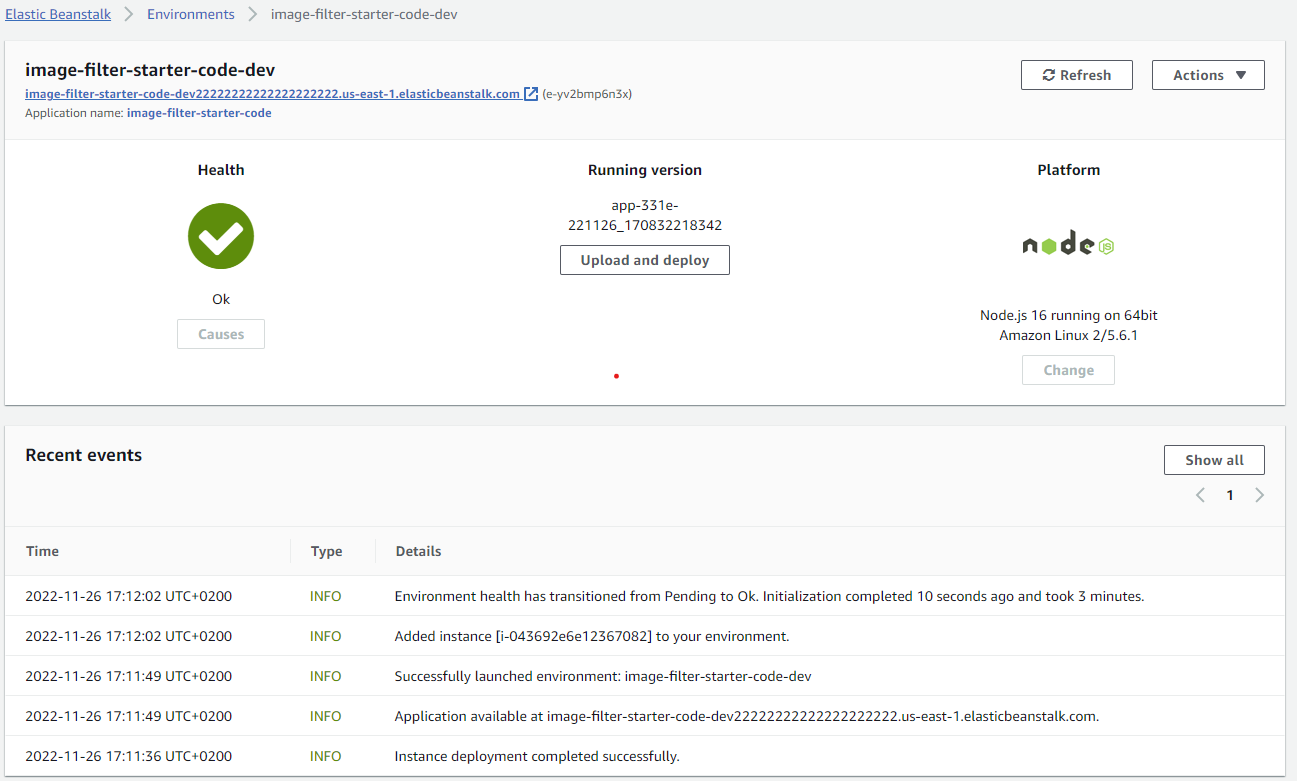 Elastic Beanstalk > Environments > image-filter-starter-code-dev
image-filter-starter-code-dev
Refresh
Actions ▼
image-filter-starter-code-dev22222222222222222222.us-east-1.elasticbeanstalk.com (e-yv2bmp6n3x)
Application name: image-filter-starter-code
Health
Running version
Platform
app-331e-
221126_170832218342
Upload and deploy
node JS
Ok
Causes
Node.js 16 running on 64bit
Amazon Linux 2/5.6.1
Change
Recent events
Show all
< 1 >
Time Type Details
2022-11-26 17:12:02 UTC+0200 INFO Environment health has transitioned from Pending to Ok. Initialization completed 10 seconds ago and took 3 minutes.
2022-11-26 17:12:02 UTC+0200 INFO Added instance [i-043692e6e12367082] to your environment.
2022-11-26 17:11:49 UTC+0200 INFO Successfully launched environment: image-filter-starter-code-dev
2022-11-26 17:11:49 UTC+0200 INFO Application available at image-filter-starter-code-dev22222222222222222222.us-east-1.elasticbeanstalk.com.
2022-11-26 17:11:36 UTC+0200 INFO Instance deployment completed successfully.